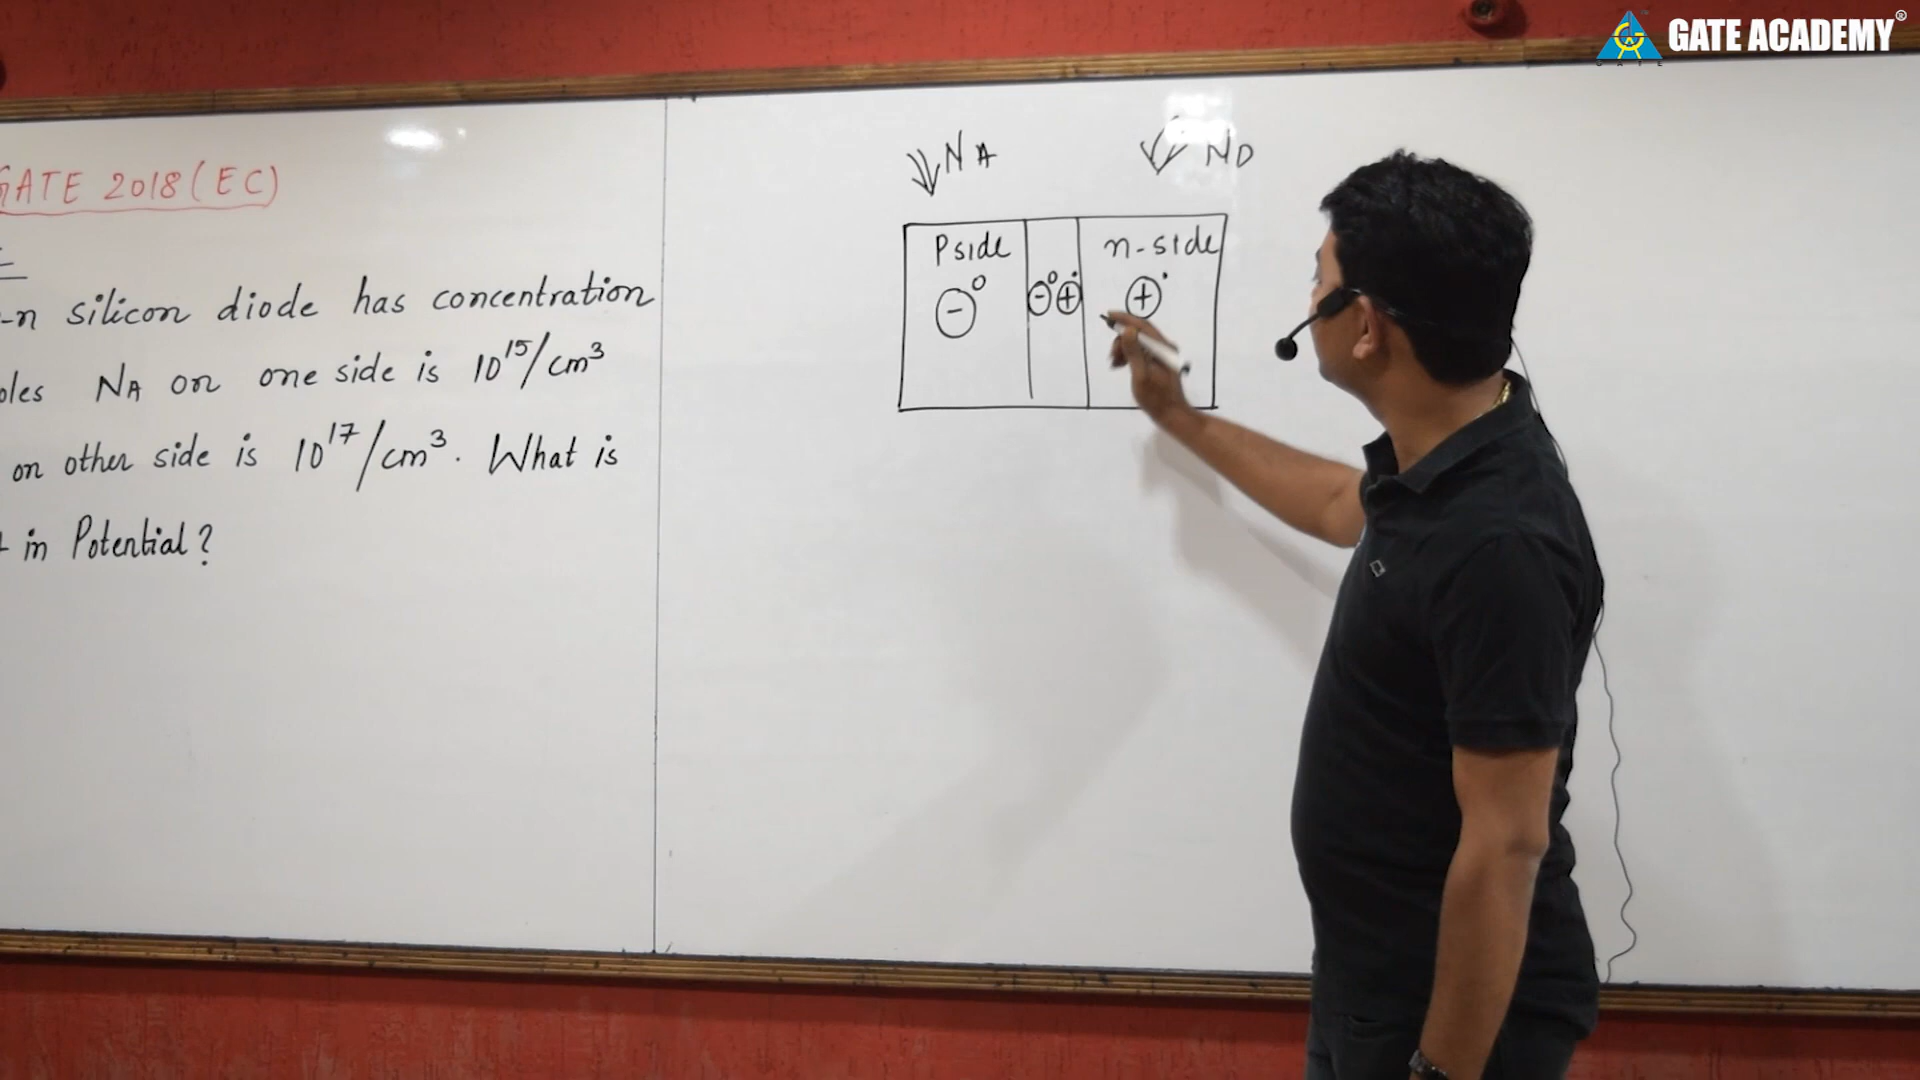 GATE ACADEMY®
GATE
GATE 2018 (EC)
-n silicon diode has concentration
oles NA on one side is 10^15/cm^3
on other side is 10^17/cm^3. What is
in Potential?
NA
ND
P side
n-side